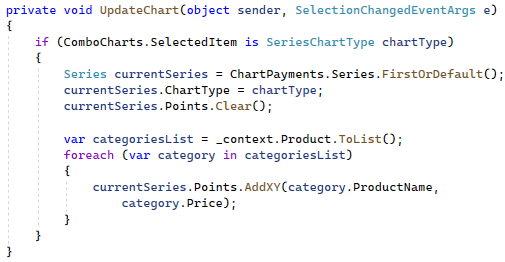 private void UpdateChart(object sender, SelectionChangedEventArgs e)
{
    if (ComboCharts.SelectedItem is SeriesChartType chartType)
    {
        Series currentSeries = ChartPayments.Series.FirstOrDefault();
        currentSeries.ChartType = chartType;
        currentSeries.Points.Clear();

        var categoriesList = _context.Product.ToList();
        foreach (var category in categoriesList)
        {
            currentSeries.Points.AddXY(category.ProductName,
                category.Price);
        }
    }
}